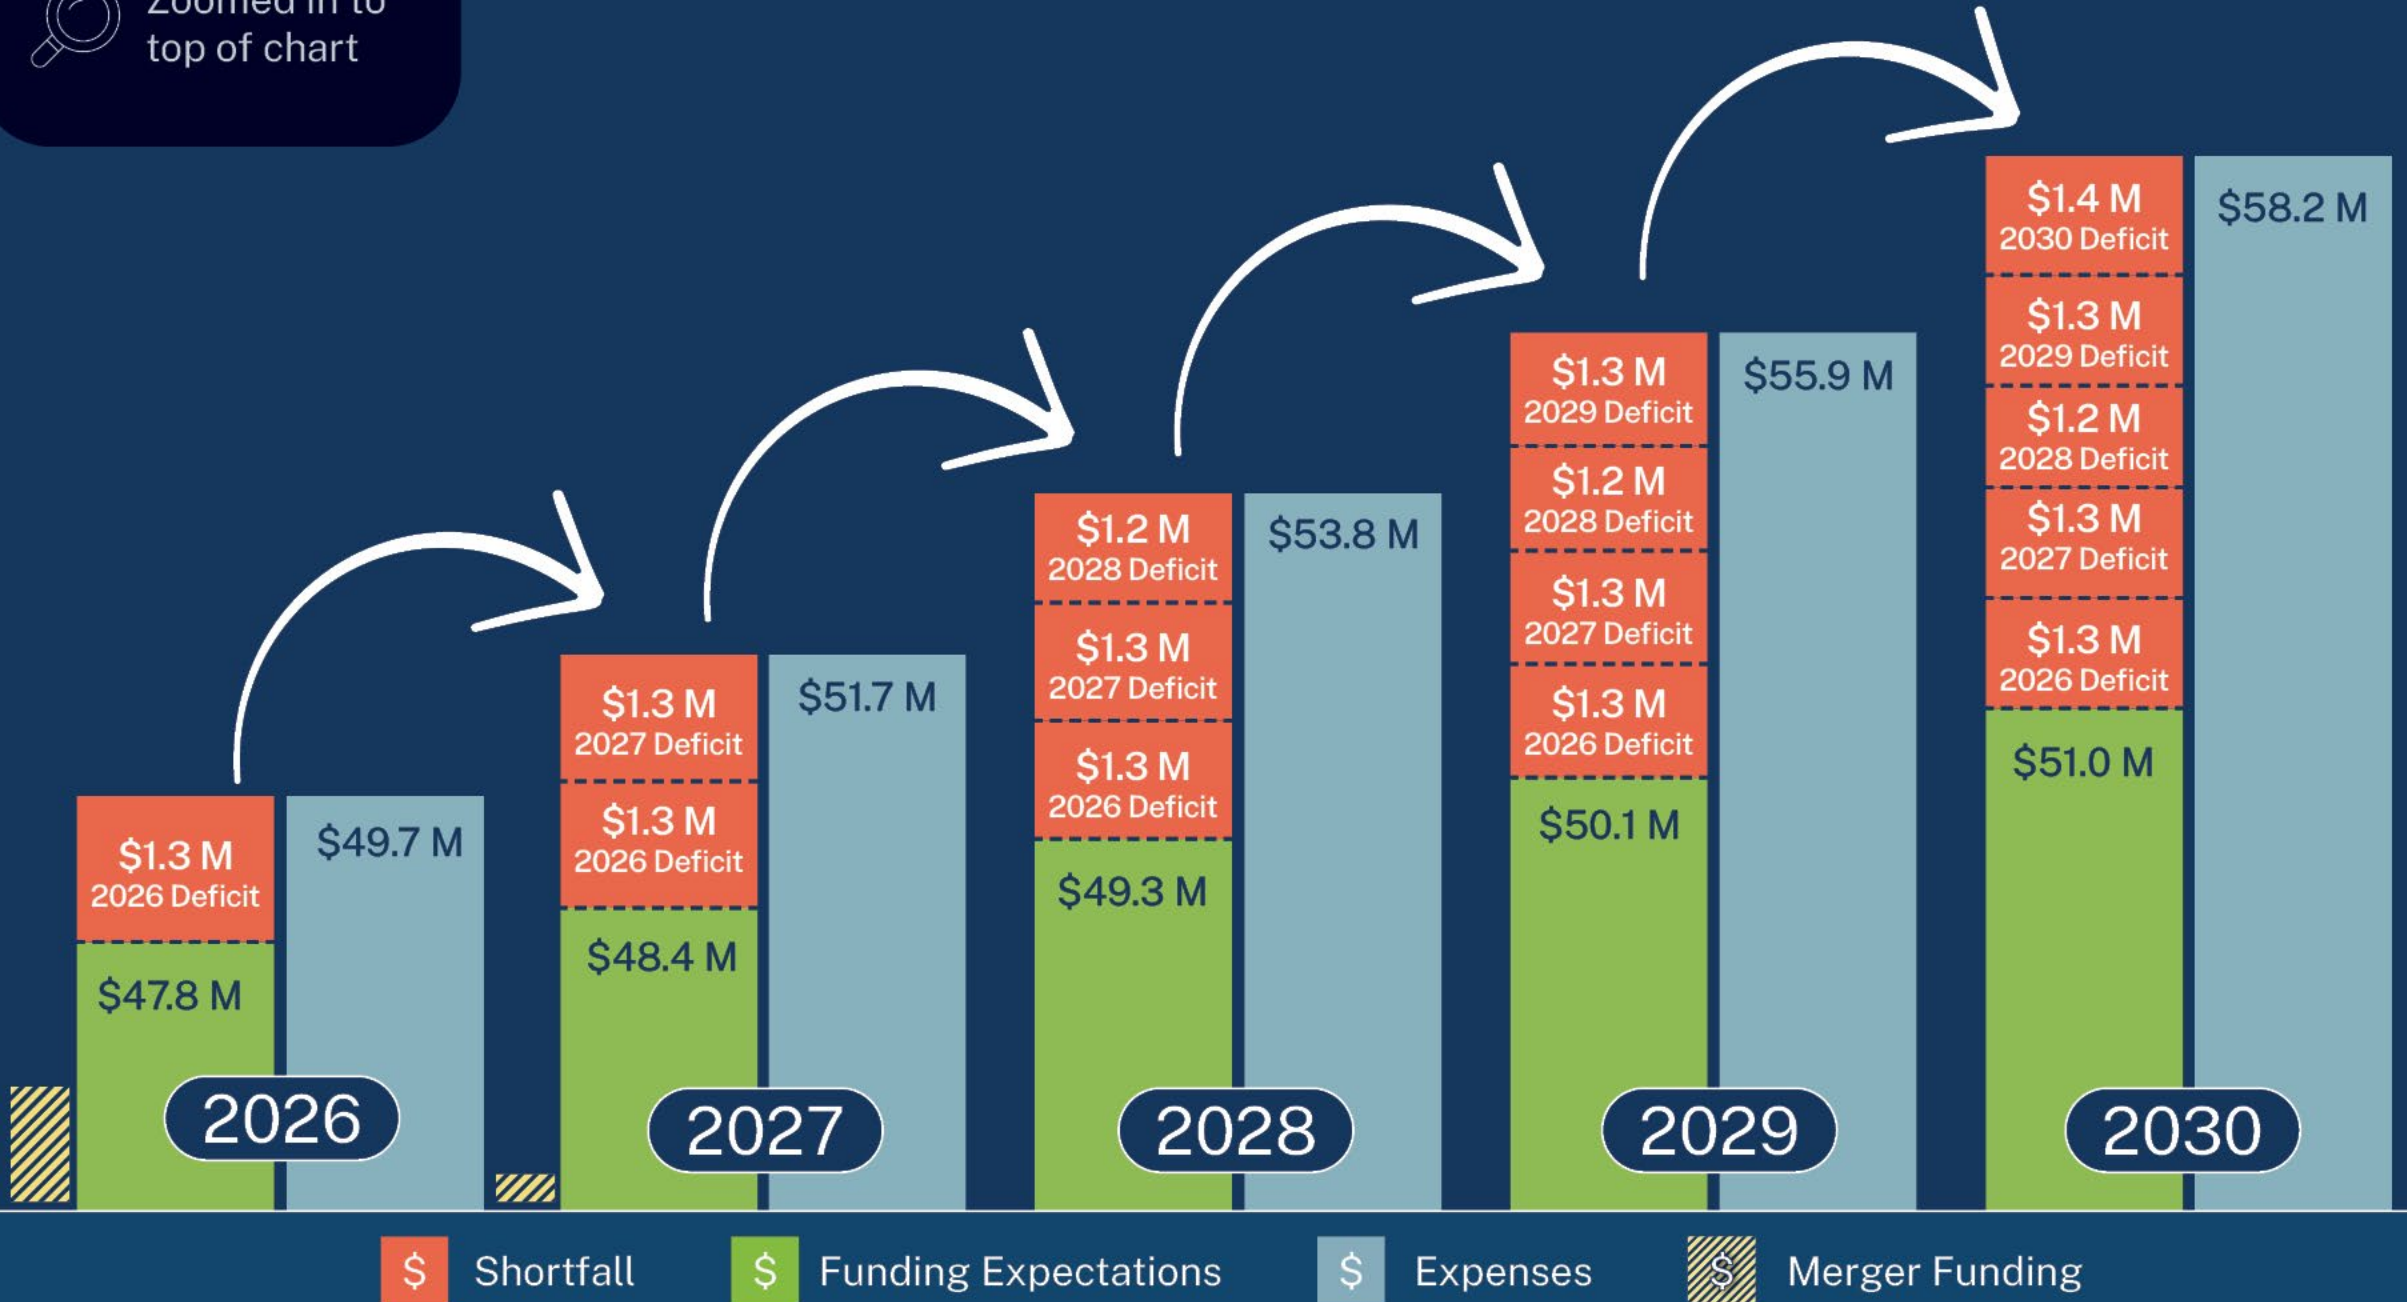 Zoomed in to
top of chart
$1.3 M
2026 Deficit
$47.8 M
$49.7 M
2026
$1.3 M
2027 Deficit
$1.3 M
2026 Deficit
$48.4 M
$51.7 M
2027
$1.2 M
2028 Deficit
$1.3 M
2027 Deficit
$1.3 M
2026 Deficit
$49.3 M
$53.8 M
2028
$1.3 M
2029 Deficit
$1.2 M
2028 Deficit
$1.3 M
2027 Deficit
$1.3 M
2026 Deficit
$50.1 M
$55.9 M
2029
$1.4 M
2030 Deficit
$1.3 M
2029 Deficit
$1.2 M
2028 Deficit
$1.3 M
2027 Deficit
$1.3 M
2026 Deficit
$51.0 M
$58.2 M
2030
$ Shortfall
$ Funding Expectations
$ Expenses
$ Merger Funding